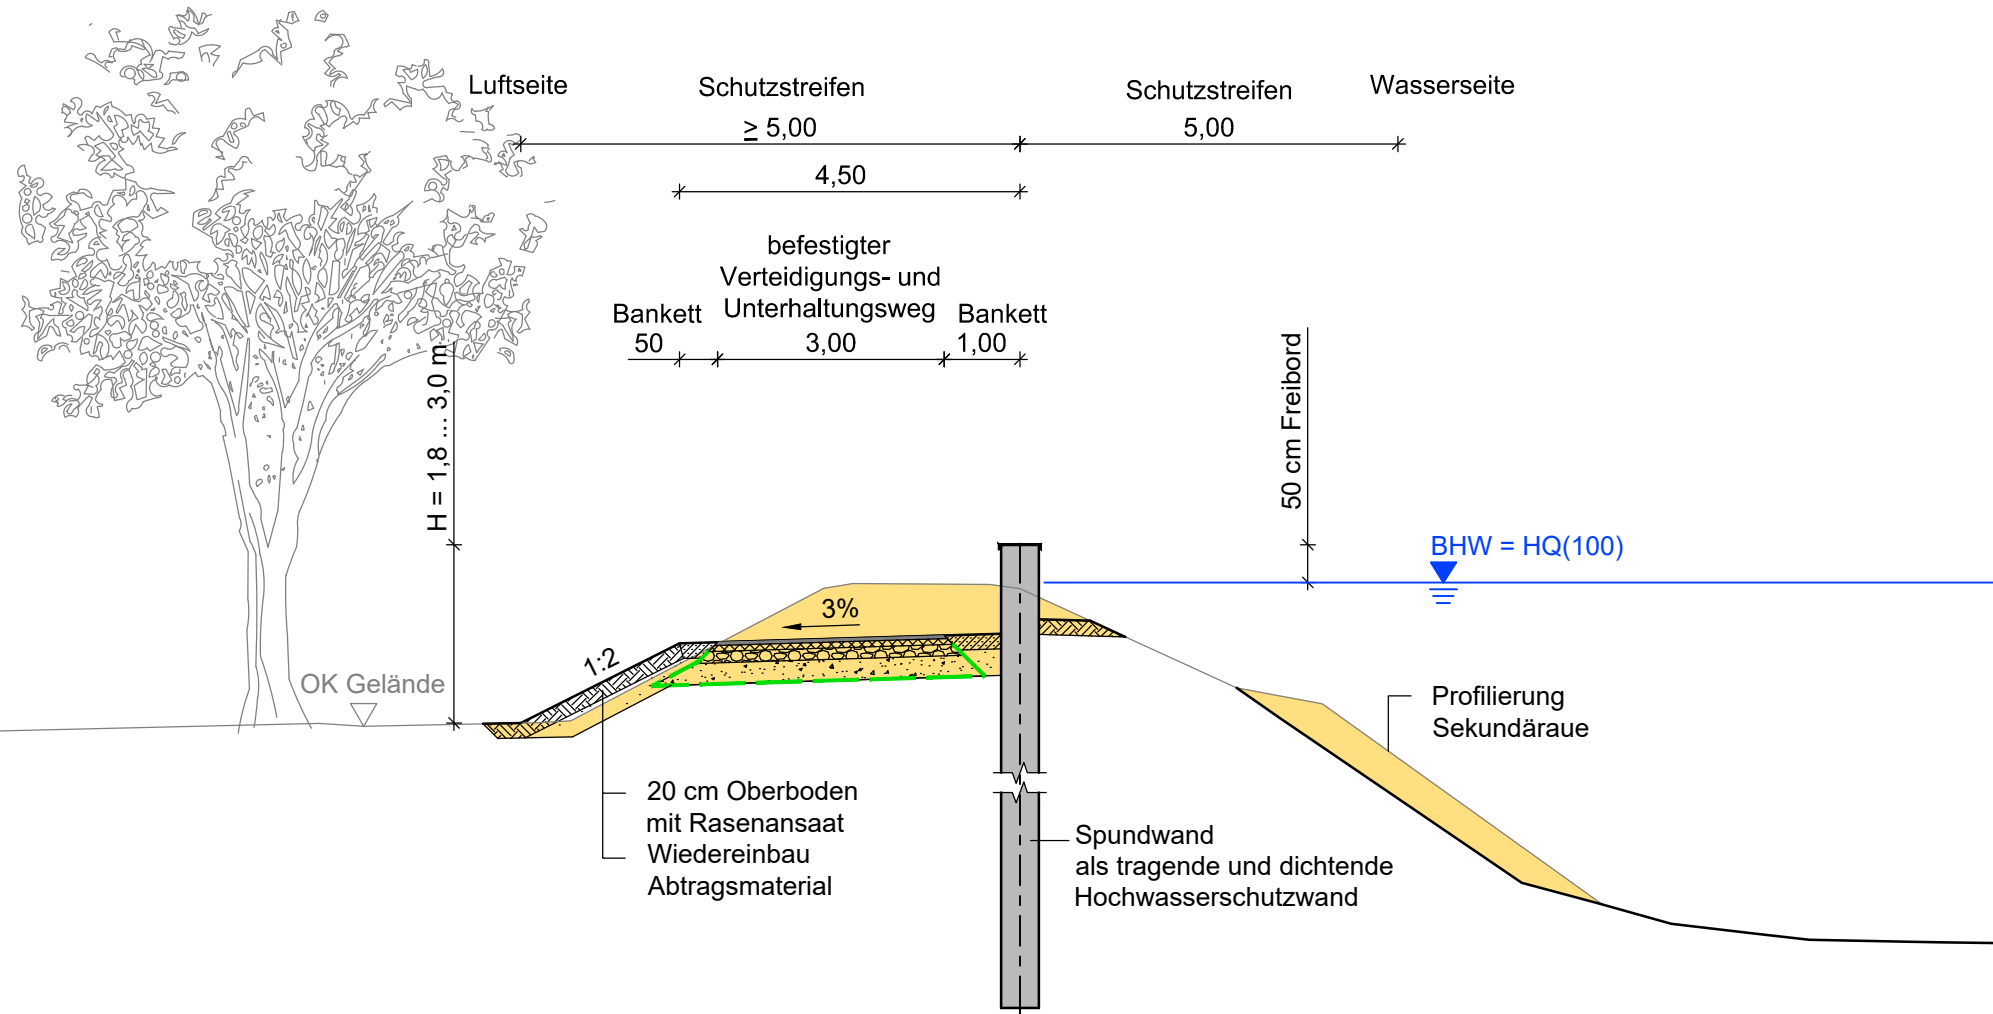 Luftseite
Schutzstreifen
Schutzstreifen
Wasserseite
≥ 5,00
5,00
4,50
befestigter
Verteidigungs- und
Unterhaltungsweg
Bankett
Bankett
50
3,00
1,00
H = 1,8 ... 3,0 m
50 cm Freibord
BHW = HQ(100)
3%
1:2
OK Gelände
Profilierung
Sekundäraue
20 cm Oberboden
mit Rasenansaat
Wiedereinbau
Abtragsmaterial
Spundwand
als tragende und dichtende
Hochwasserschutzwand